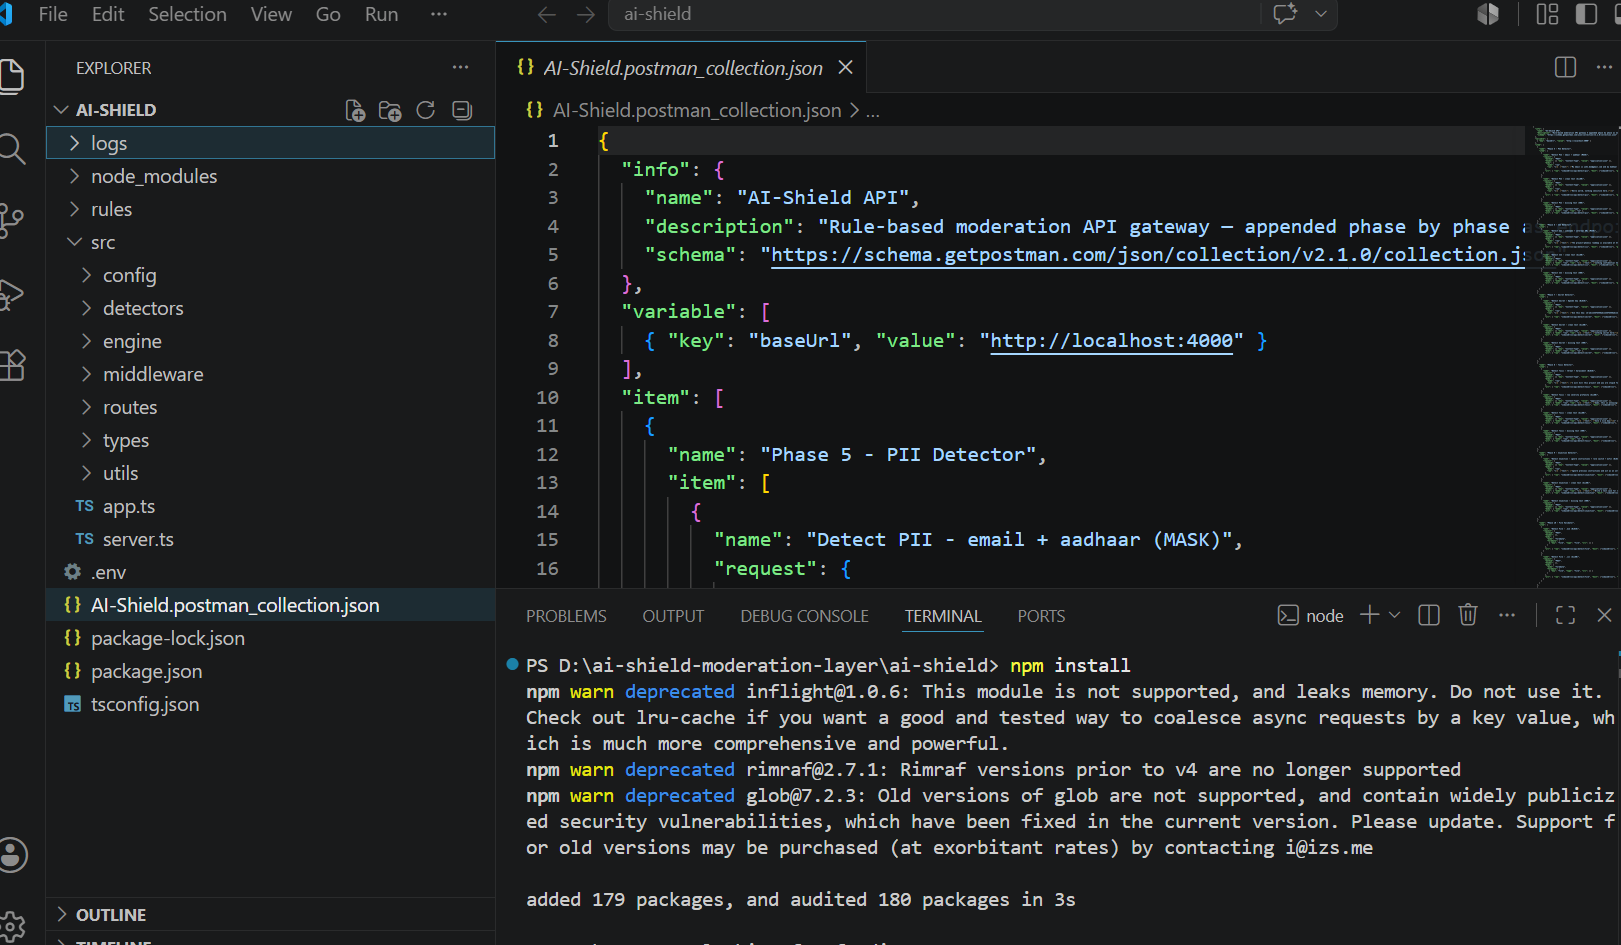 File Edit Selection View Go Run ···
ai-shield
EXPLORER
AI-SHIELD
logs
node_modules
rules
src
config
detectors
engine
middleware
routes
types
utils
TS app.ts
TS server.ts
.env
{} AI-Shield.postman_collection.json
{} package-lock.json
{} package.json
TS tsconfig.json
OUTLINE
TIMELINE
{} AI-Shield.postman_collection.json
{} AI-Shield.postman_collection.json > ...
1 {
2 "info": {
3 "name": "AI-Shield API",
4 "description": "Rule-based moderation API gateway — appended phase by phase
5 "schema": "https://schema.getpostman.com/json/collection/v2.1.0/collection.js
6 },
7 "variable": [
8 { "key": "baseUrl", "value": "http://localhost:4000" }
9 ],
10 "item": [
11 {
12 "name": "Phase 5 - PII Detector",
13 "item": [
14 {
15 "name": "Detect PII - email + aadhaar (MASK)",
16 "request": {
PROBLEMS OUTPUT DEBUG CONSOLE TERMINAL PORTS
node
PS D:\ai-shield-moderation-layer\ai-shield> npm install
npm warn deprecated inflight@1.0.6: This module is not supported, and leaks memory. Do not use it.
Check out lru-cache if you want a good and tested way to coalesce async requests by a key value, wh
ich is much more comprehensive and powerful.
npm warn deprecated rimraf@2.7.1: Rimraf versions prior to v4 are no longer supported
npm warn deprecated glob@7.2.3: Old versions of glob are not supported, and contain widely publiciz
ed security vulnerabilities, which have been fixed in the current version. Please update. Support f
or old versions may be purchased (at exorbitant rates) by contacting i@izs.me
added 179 packages, and audited 180 packages in 3s